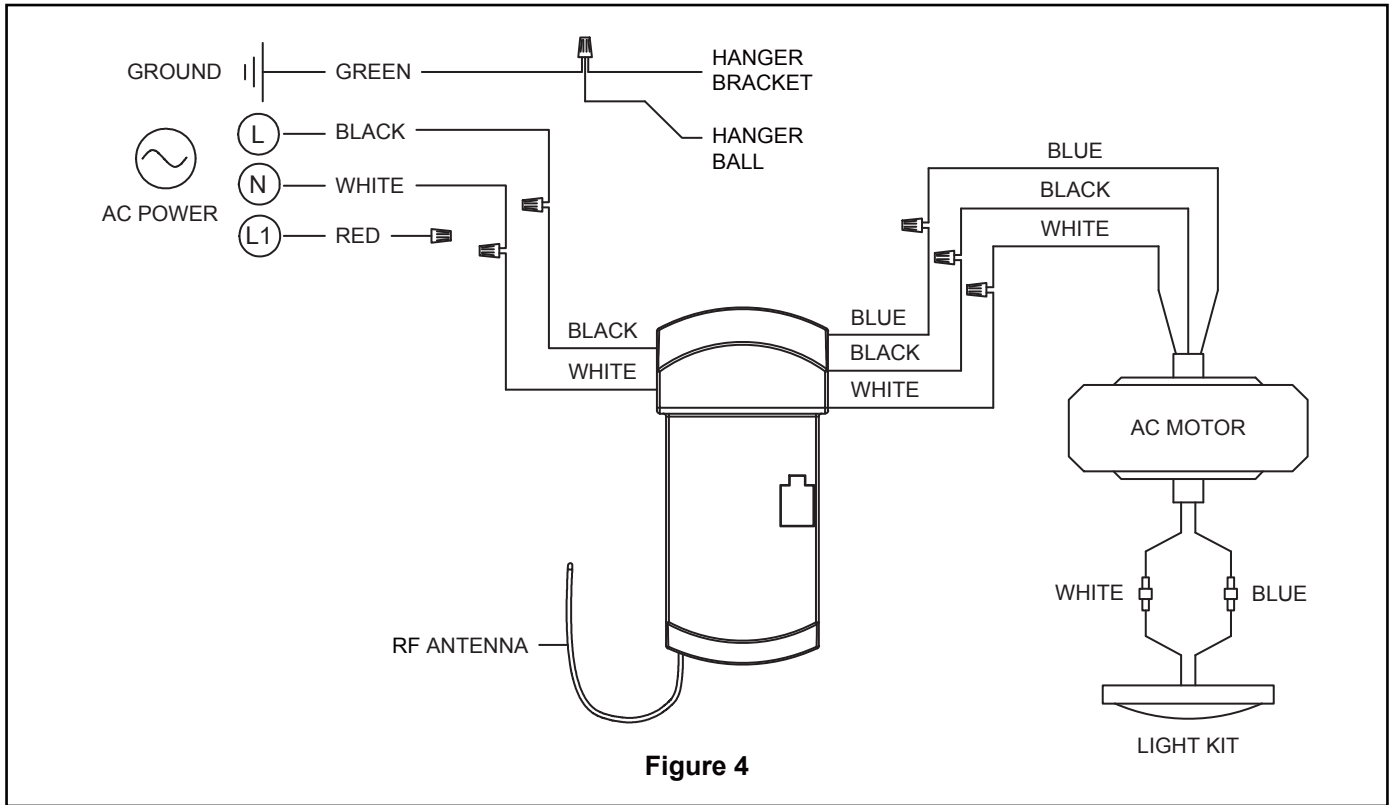 GROUND
GREEN
HANGER
BRACKET
HANGER
BALL
L
BLACK
N
WHITE
L1
RED
AC POWER
BLUE
BLACK
WHITE
BLACK
WHITE
BLUE
BLACK
WHITE
AC MOTOR
WHITE
BLUE
RF ANTENNA
LIGHT KIT
Figure 4